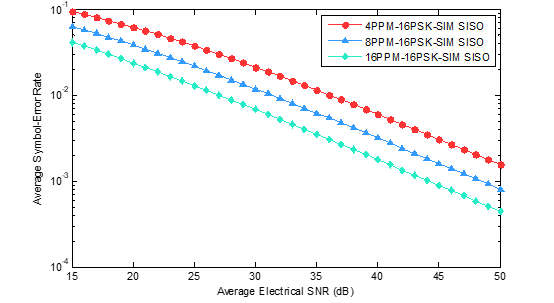 10^-1
10^-2
10^-3
10^-4
Average Symbol-Error Rate
4PPM-16PSK-SIM SISO
8PPM-16PSK-SIM SISO
16PPM-16PSK-SIM SISO
15 20 25 30 35 40 45 50
Average Electrical SNR (dB)